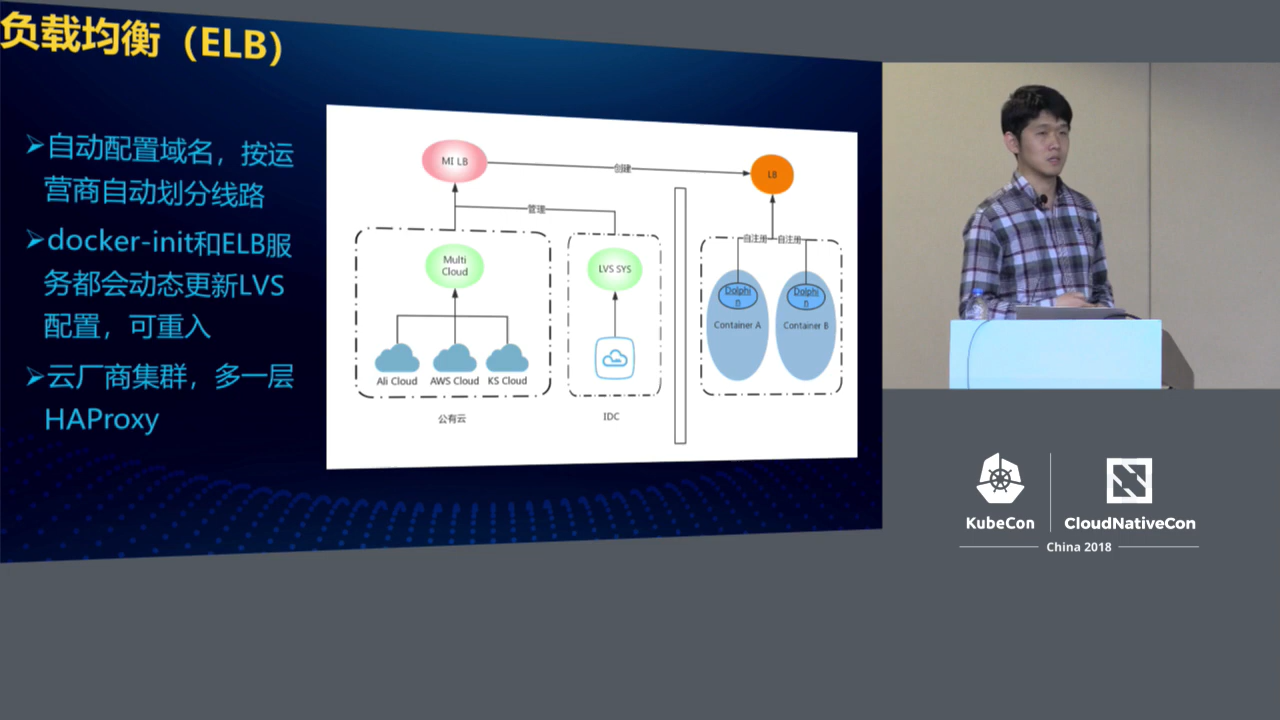 负载均衡（ELB）
➢自动配置域名，按运
营商自动划分线路
➢docker-init和ELB服
务都会动态更新LVS
配置，可重入
➢云厂商集群，多一层
HAProxy
MI LB
创建
LB
管理
自注册
自注册
Multi
Cloud
LVS SYS
Dolphi
n
Dolphi
n
Container A
Container B
Ali Cloud
AWS Cloud
KS Cloud
公有云
IDC
KubeCon
CloudNativeCon
China 2018